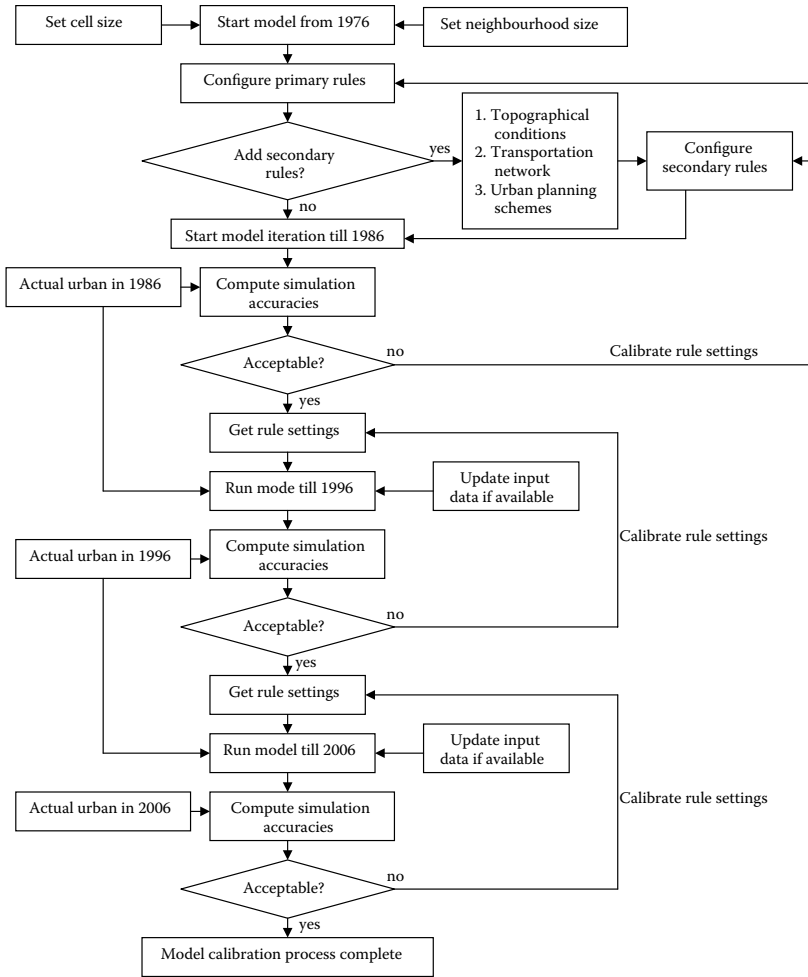 Set cell size
Start model from 1976
Set neighbourhood size
Configure primary rules
Add secondary
rules?
yes
1. Topographical
conditions
2. Transportation
network
3. Urban planning
schemes
Configure
secondary rules
no
Start model iteration till 1986
Actual urban in 1986
Compute simulation
accuracies
Acceptable?
no
Calibrate rule settings
yes
Get rule settings
Run mode till 1996
Update input
data if available
Calibrate rule settings
Actual urban in 1996
Compute simulation
accuracies
Acceptable?
no
yes
Get rule settings
Run model till 2006
Update input
data if available
Calibrate rule settings
Actual urban in 2006
Compute simulation
accuracies
Acceptable?
no
yes
Model calibration process complete